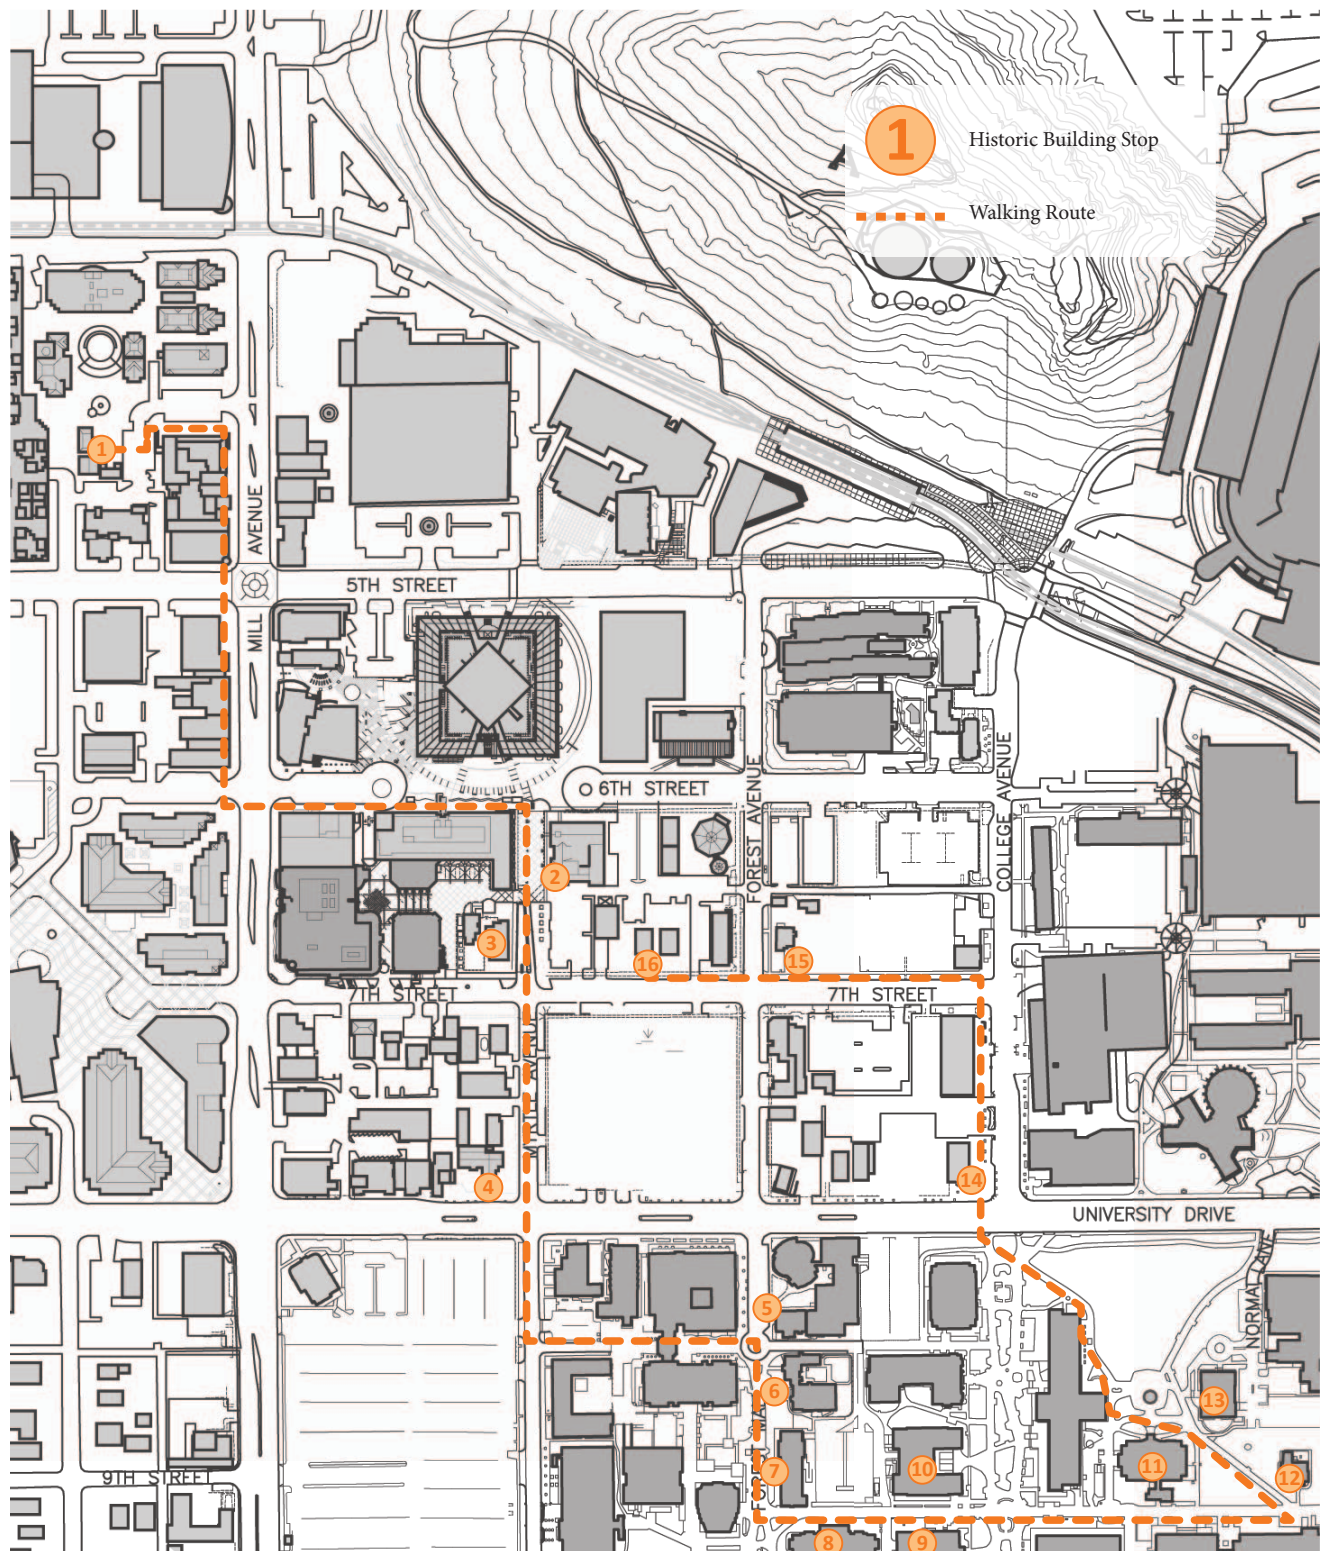 1
Historic Building Stop
Walking Route
1
MILL AVENUE
5TH STREET
6TH STREET
FOREST AVENUE
COLLEGE AVENUE
2
3
16
15
7TH STREET
7TH STREET
4
14
UNIVERSITY DRIVE
NORMAL LANE
5
6
13
7
10
11
12
9TH STREET
8
9